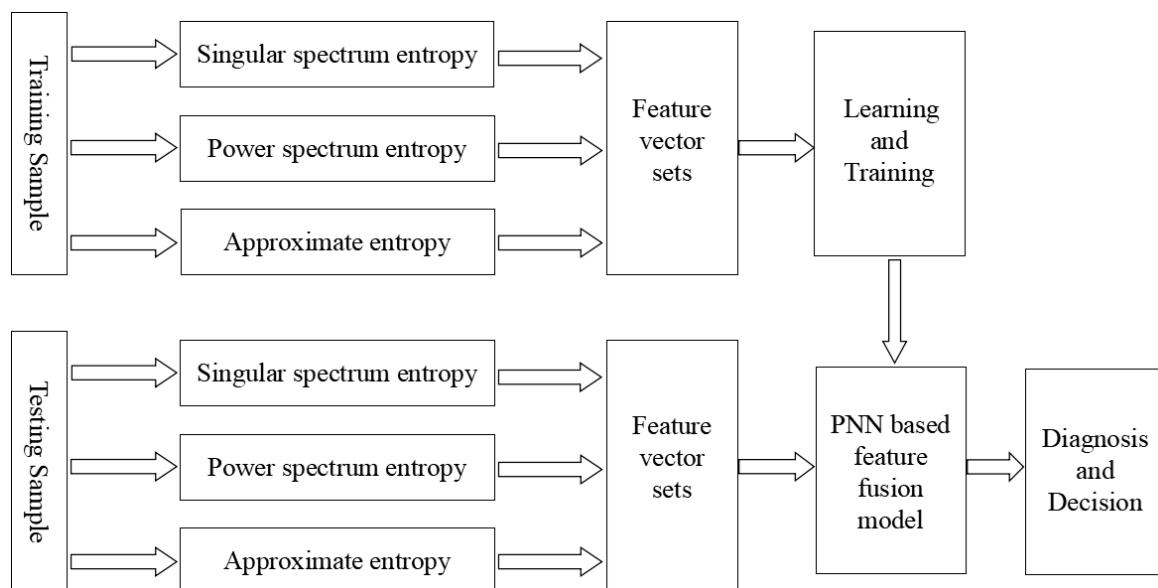 Training Sample
Singular spectrum entropy
Power spectrum entropy
Approximate entropy
Feature
vector
sets
Learning
and
Training
Testing Sample
Singular spectrum entropy
Power spectrum entropy
Approximate entropy
Feature
vector
sets
PNN based
feature
fusion
model
Diagnosis
and
Decision